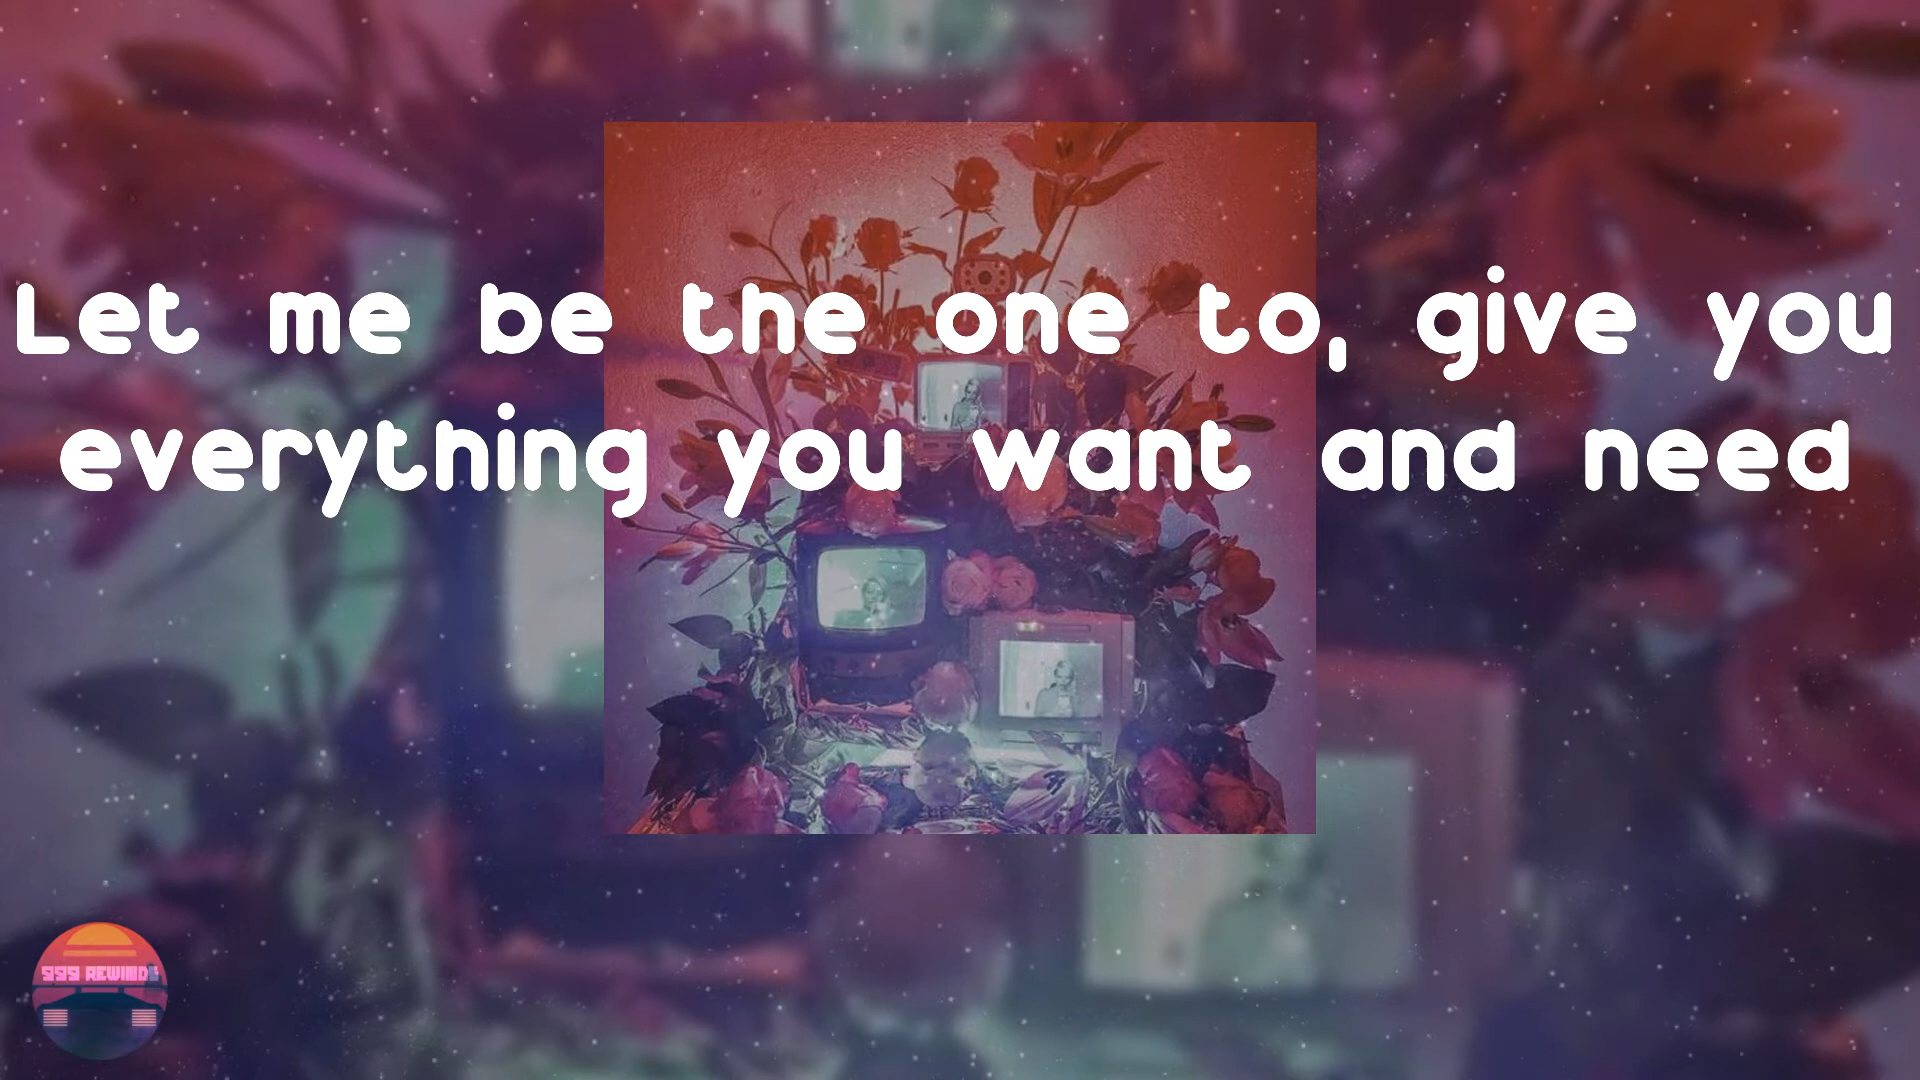 Let me be the one to, give you
everything you want and need
999 REWIND